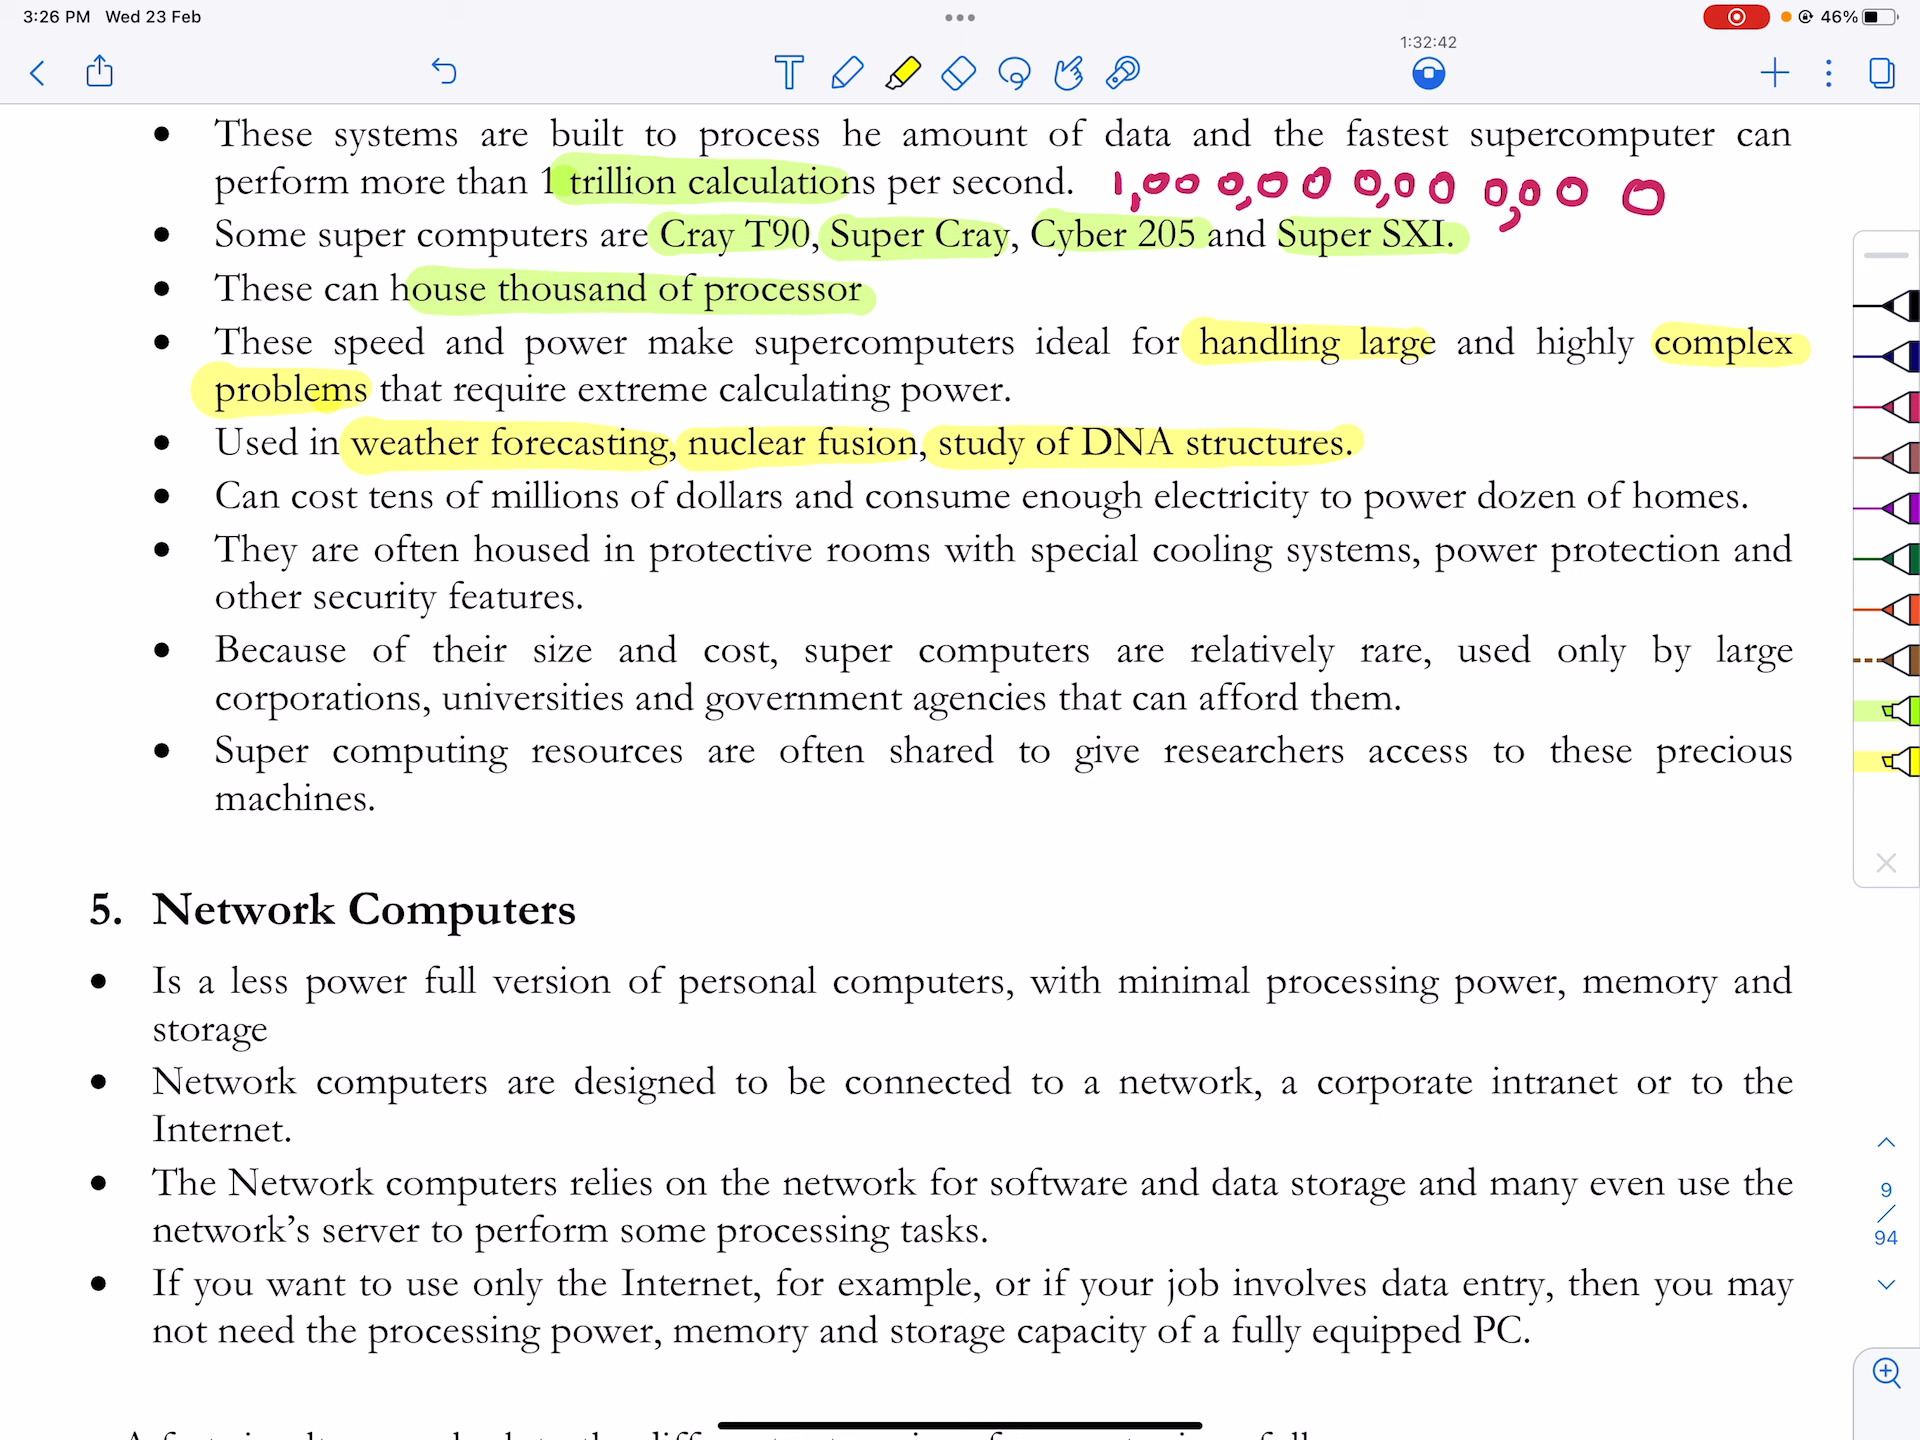 3:26 PM Wed 23 Feb
46%
1:32:42
• These systems are built to process he amount of data and the fastest supercomputer can
perform more than 1 trillion calculations per second. 1,00 0,00 0 0,00 0,00 0
• Some super computers are Cray T90, Super Cray, Cyber 205 and Super SXI.
• These can house thousand of processor
• These speed and power make supercomputers ideal for handling large and highly complex
problems that require extreme calculating power.
• Used in weather forecasting, nuclear fusion, study of DNA structures.
• Can cost tens of millions of dollars and consume enough electricity to power dozen of homes.
• They are often housed in protective rooms with special cooling systems, power protection and
other security features.
• Because of their size and cost, super computers are relatively rare, used only by large
corporations, universities and government agencies that can afford them.
• Super computing resources are often shared to give researchers access to these precious
machines.
5. Network Computers
• Is a less power full version of personal computers, with minimal processing power, memory and
storage
• Network computers are designed to be connected to a network, a corporate intranet or to the
Internet.
• The Network computers relies on the network for software and data storage and many even use the
network’s server to perform some processing tasks.
• If you want to use only the Internet, for example, or if your job involves data entry, then you may
not need the processing power, memory and storage capacity of a fully equipped PC.
9
/
94